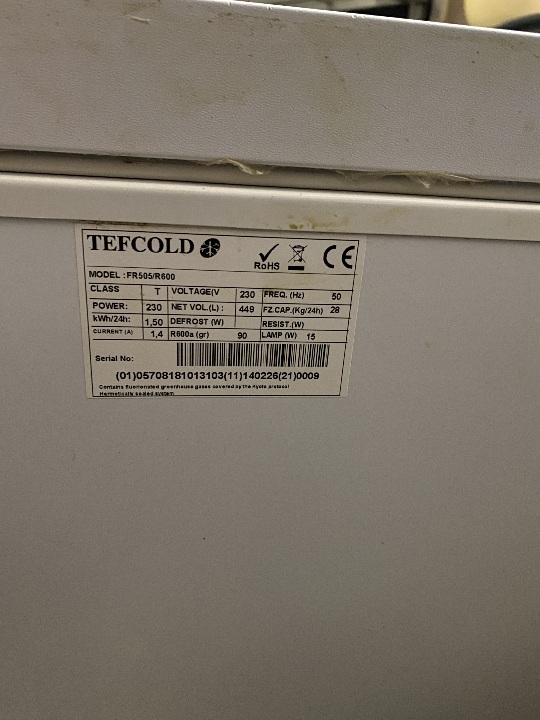 TEFCOLD
RoHS CE
MODEL : FR505/R600
CLASS T VOLTAGE(V 230 FREQ. (Hz) 50
POWER: 230 NET VOL.(L) : 449 FZ.CAP.(Kg/24h) 28
kWh/24h: 1,50 DEFROST (W) RESIST.(W)
CURRENT (A) 1,4 R600a (gr) 90 LAMP (W) 15
Serial No:
(01)05708181013103(11)140226(21)0009
Contains fluorionated greenhouse gases covered by the Kyoto protocol
Hermetically sealed system